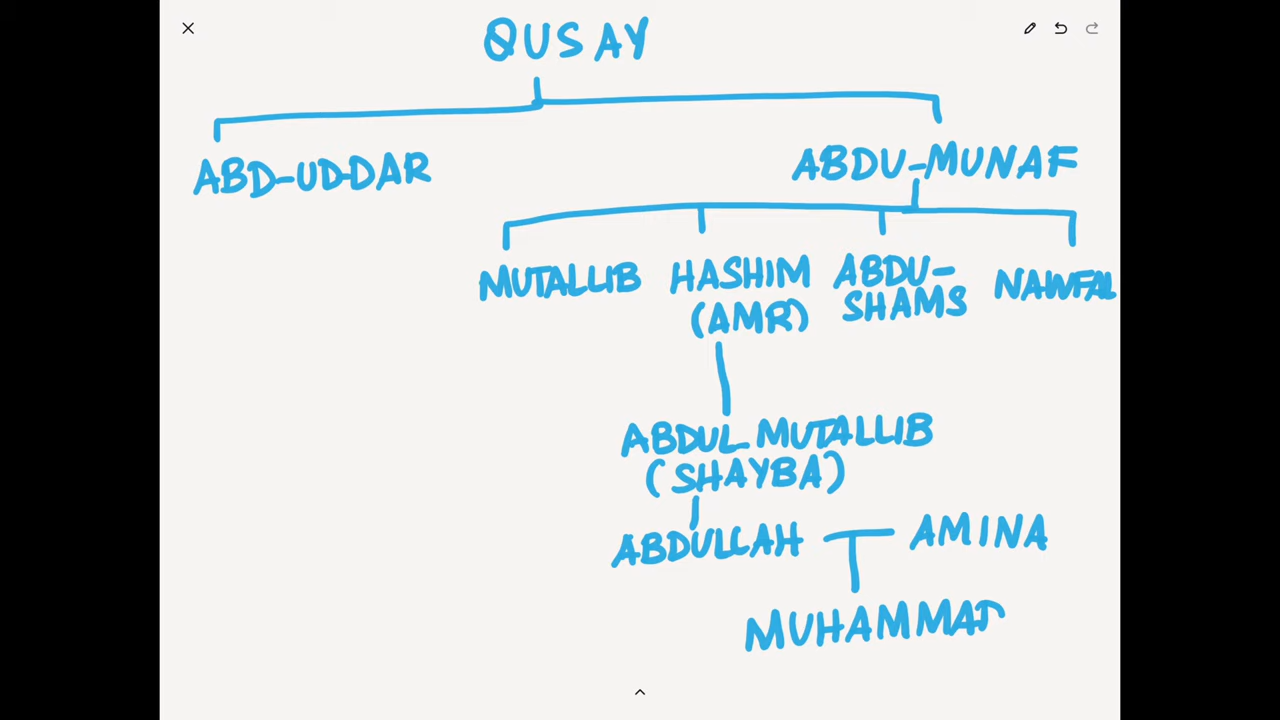 QUSAY
ABD-UDDAR
ABDU-MUNAF
MUTALLIB
HASHIM
(AMR)
ABDU-
SHAMS
NAWFAL
ABDUL MUTALLIB
(SHAYBA)
ABDULLAH
AMINA
MUHAMMAD